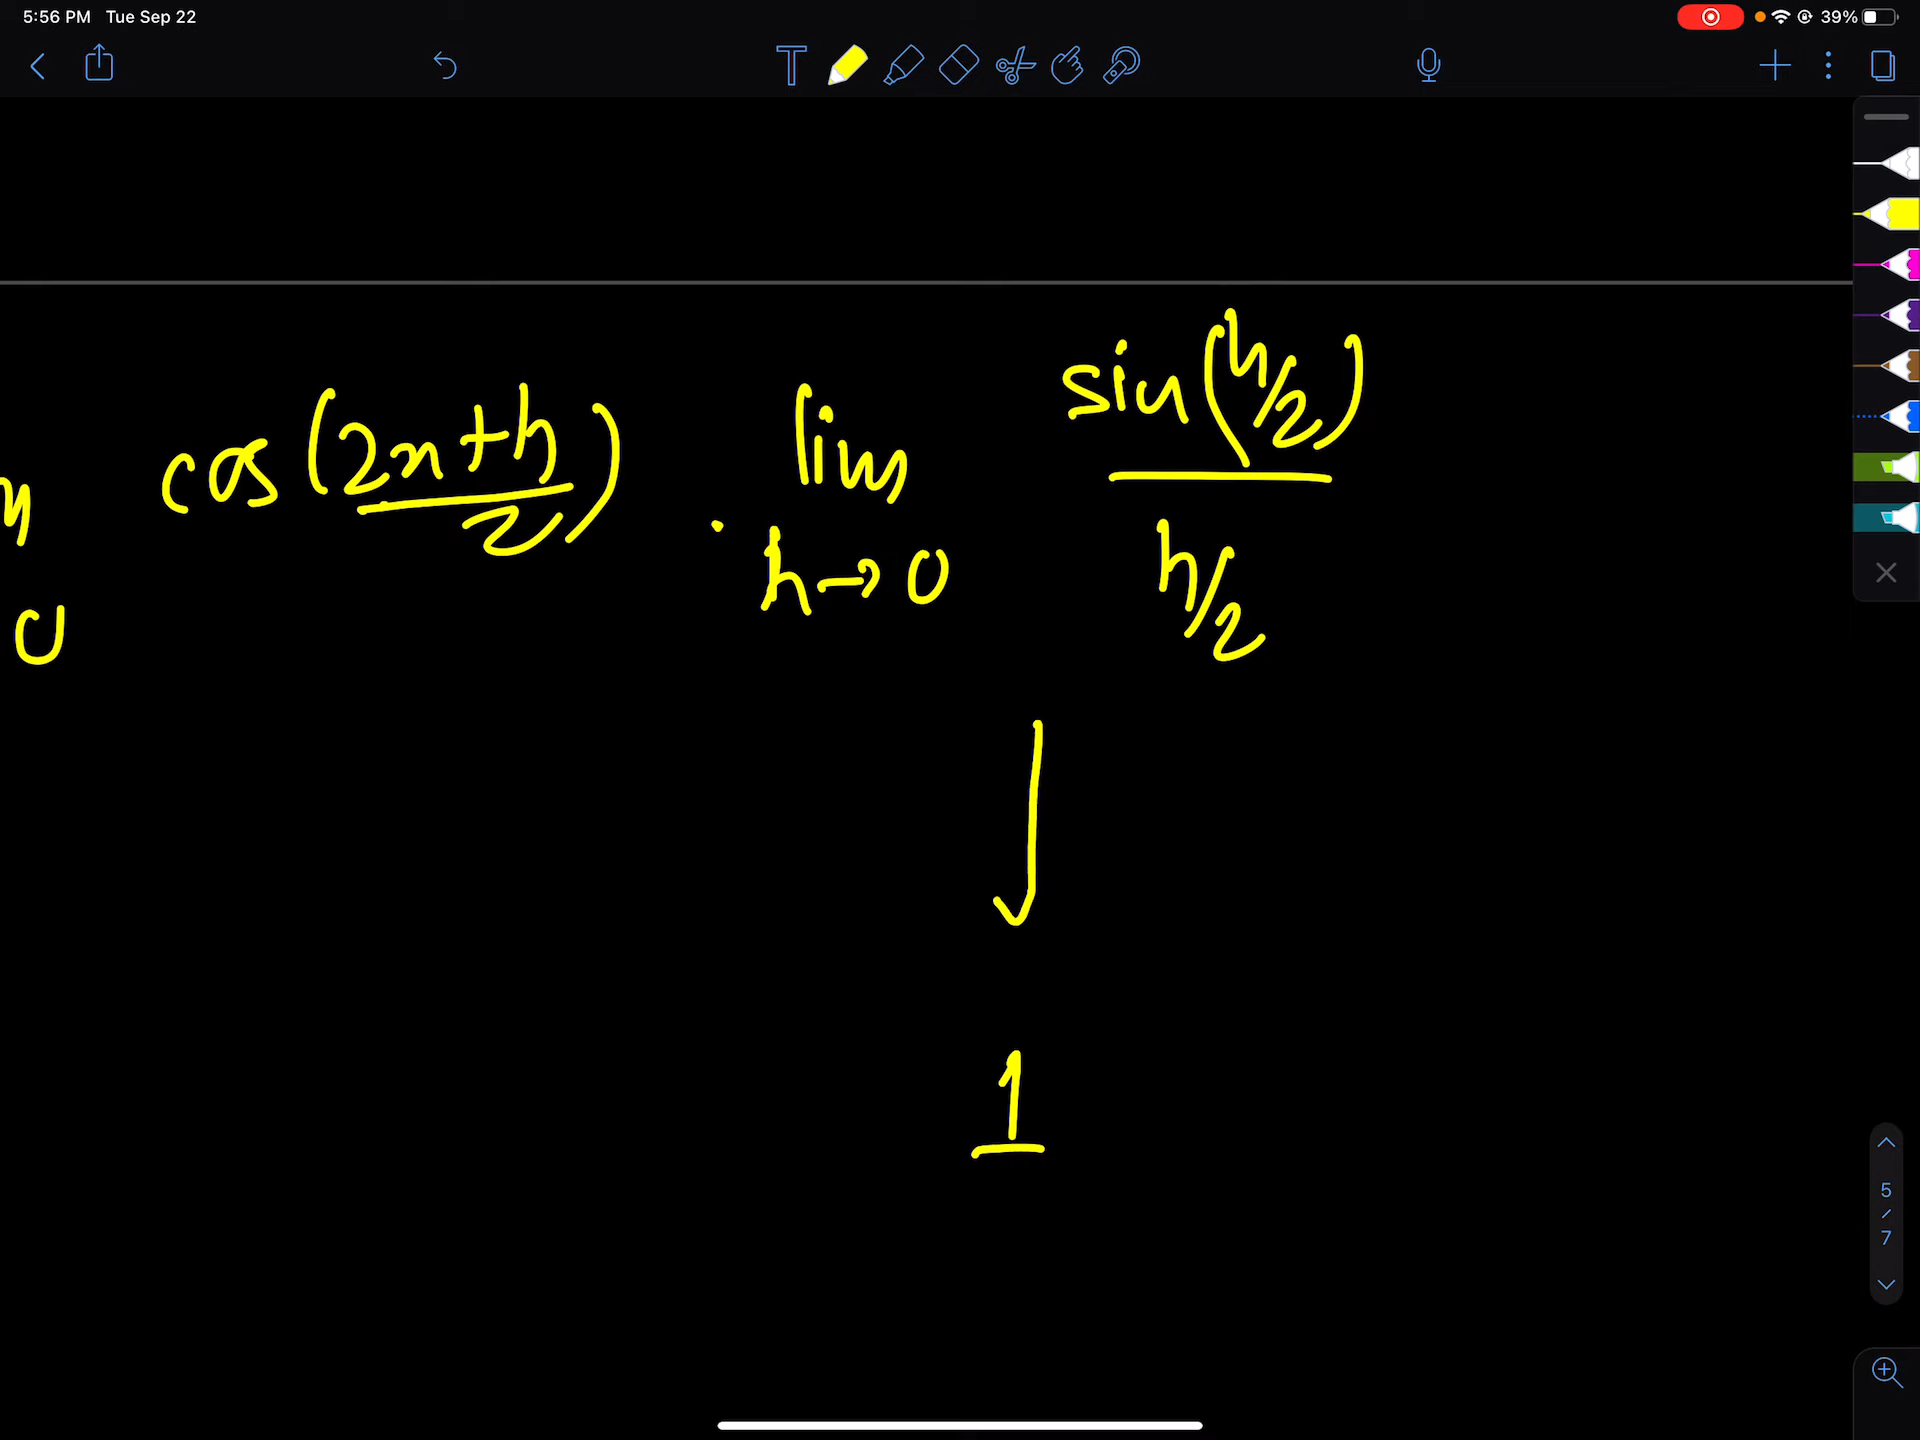 5:56 PM Tue Sep 22
39%
cos(2x+h/2) . lim h→0 sin(h/2)/h/2
1
5
/
7